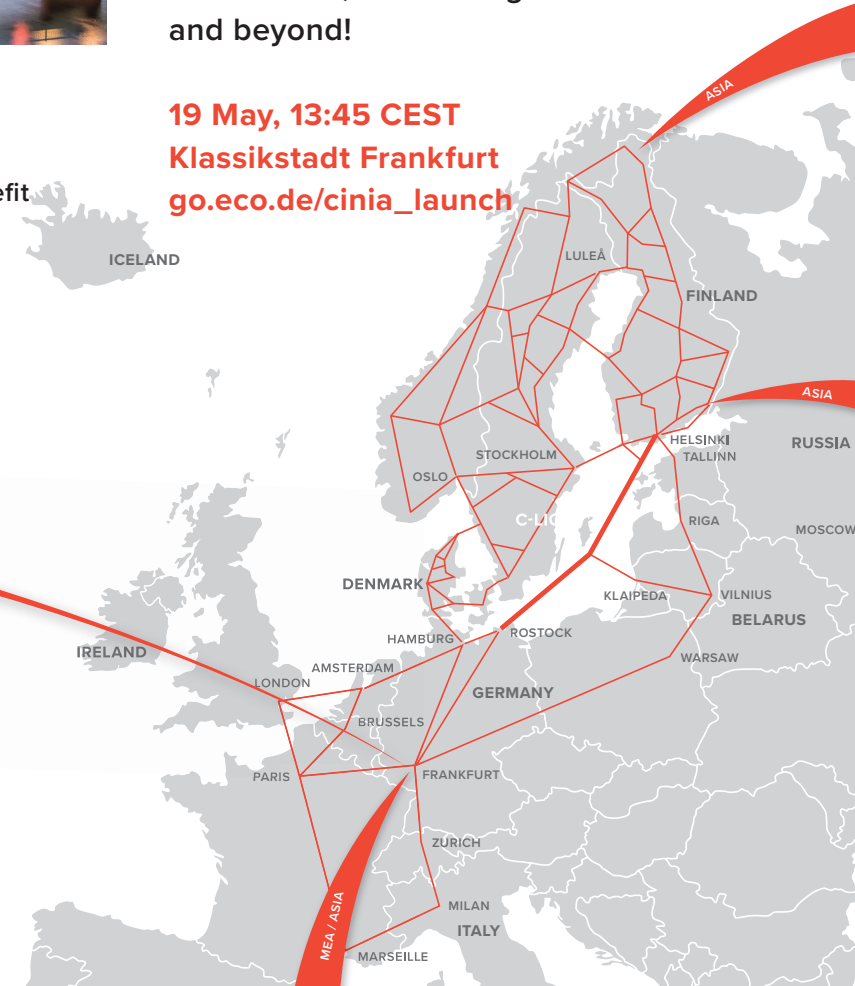 and beyond!
19 May, 13:45 CEST
Klassikstadt Frankfurt
go.eco.de/cinia_launch
ASIA
ICELAND
LULEÅ
FINLAND
ASIA
HELSINKI
RUSSIA
STOCKHOLM
TALLINN
OSLO
RIGA
MOSCOW
DENMARK
KLAIPEDA
VILNIUS
BELARUS
HAMBURG
ROSTOCK
IRELAND
AMSTERDAM
WARSAW
LONDON
GERMANY
BRUSSELS
PARIS
FRANKFURT
ZURICH
MILAN
MEA / ASIA
ITALY
MARSEILLE